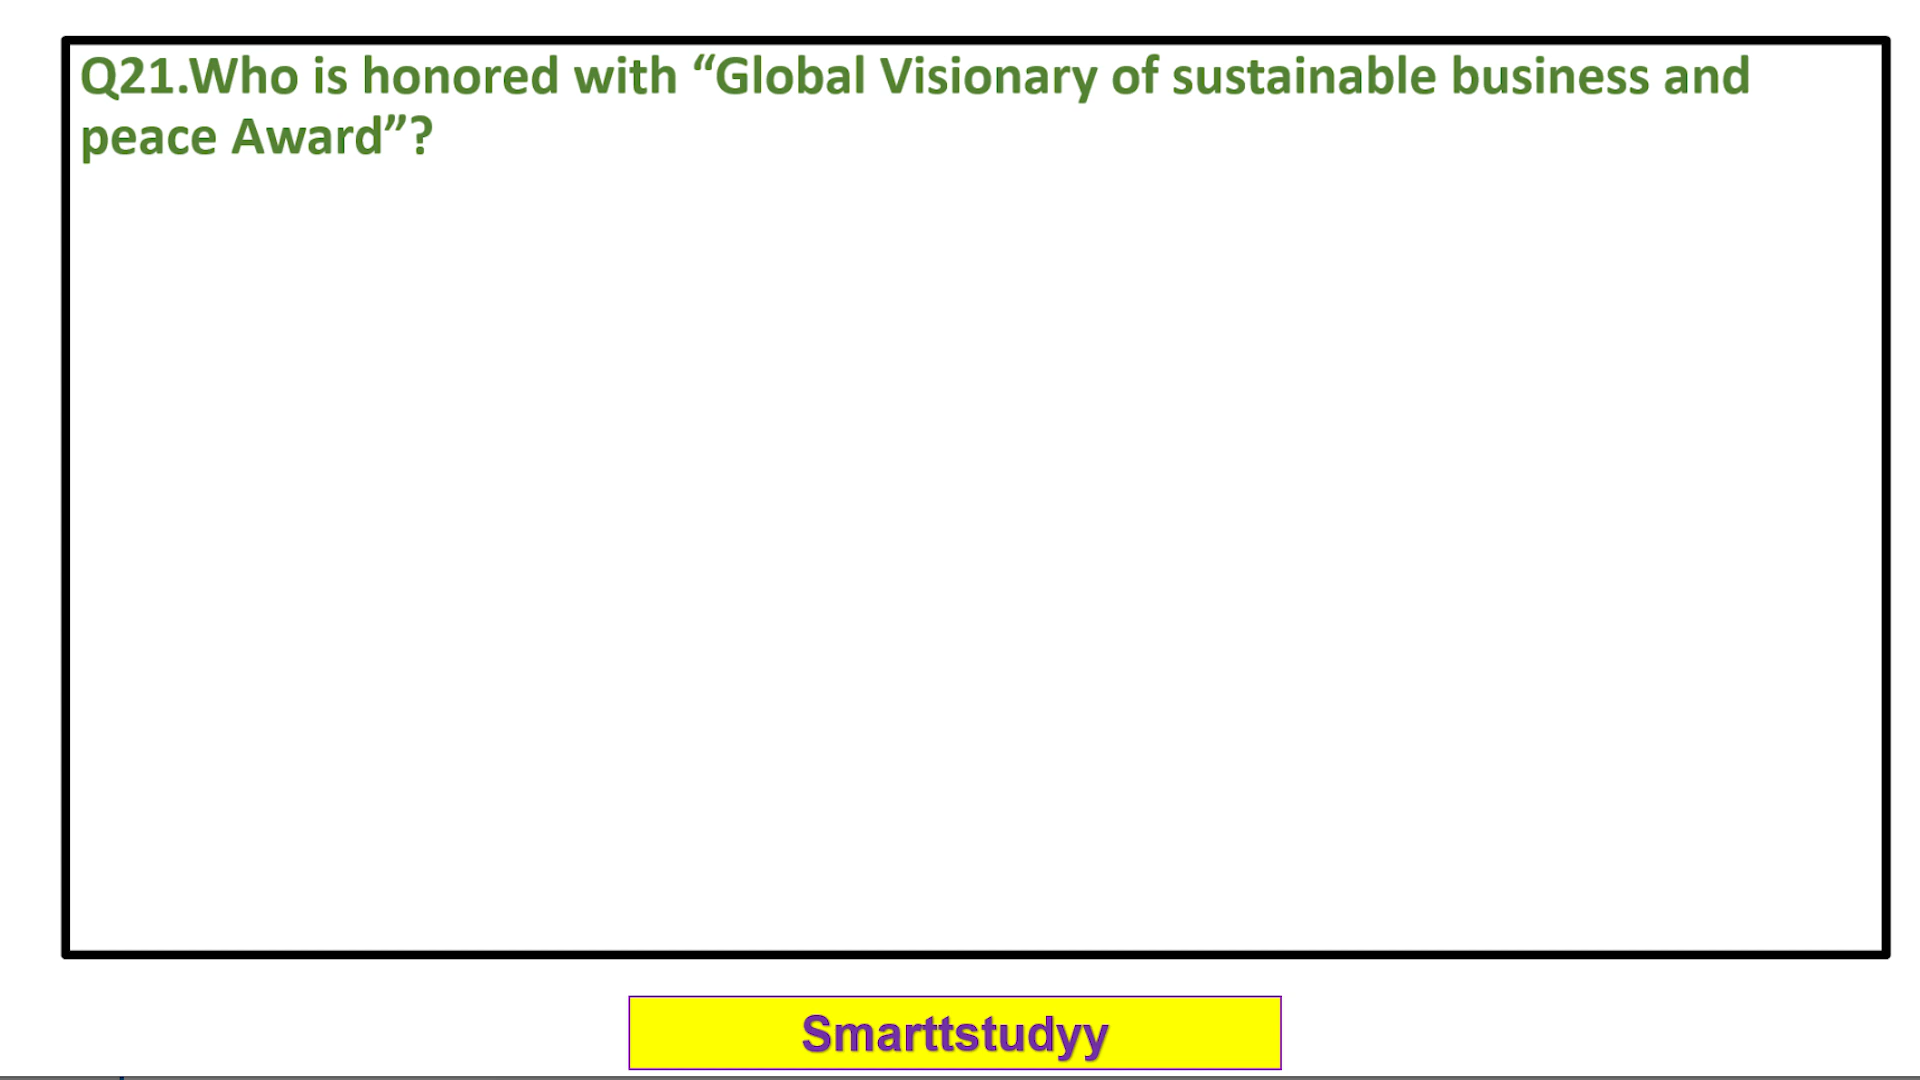 Q21.Who is honored with “Global Visionary of sustainable business and
peace Award”?
Smarttstudyy